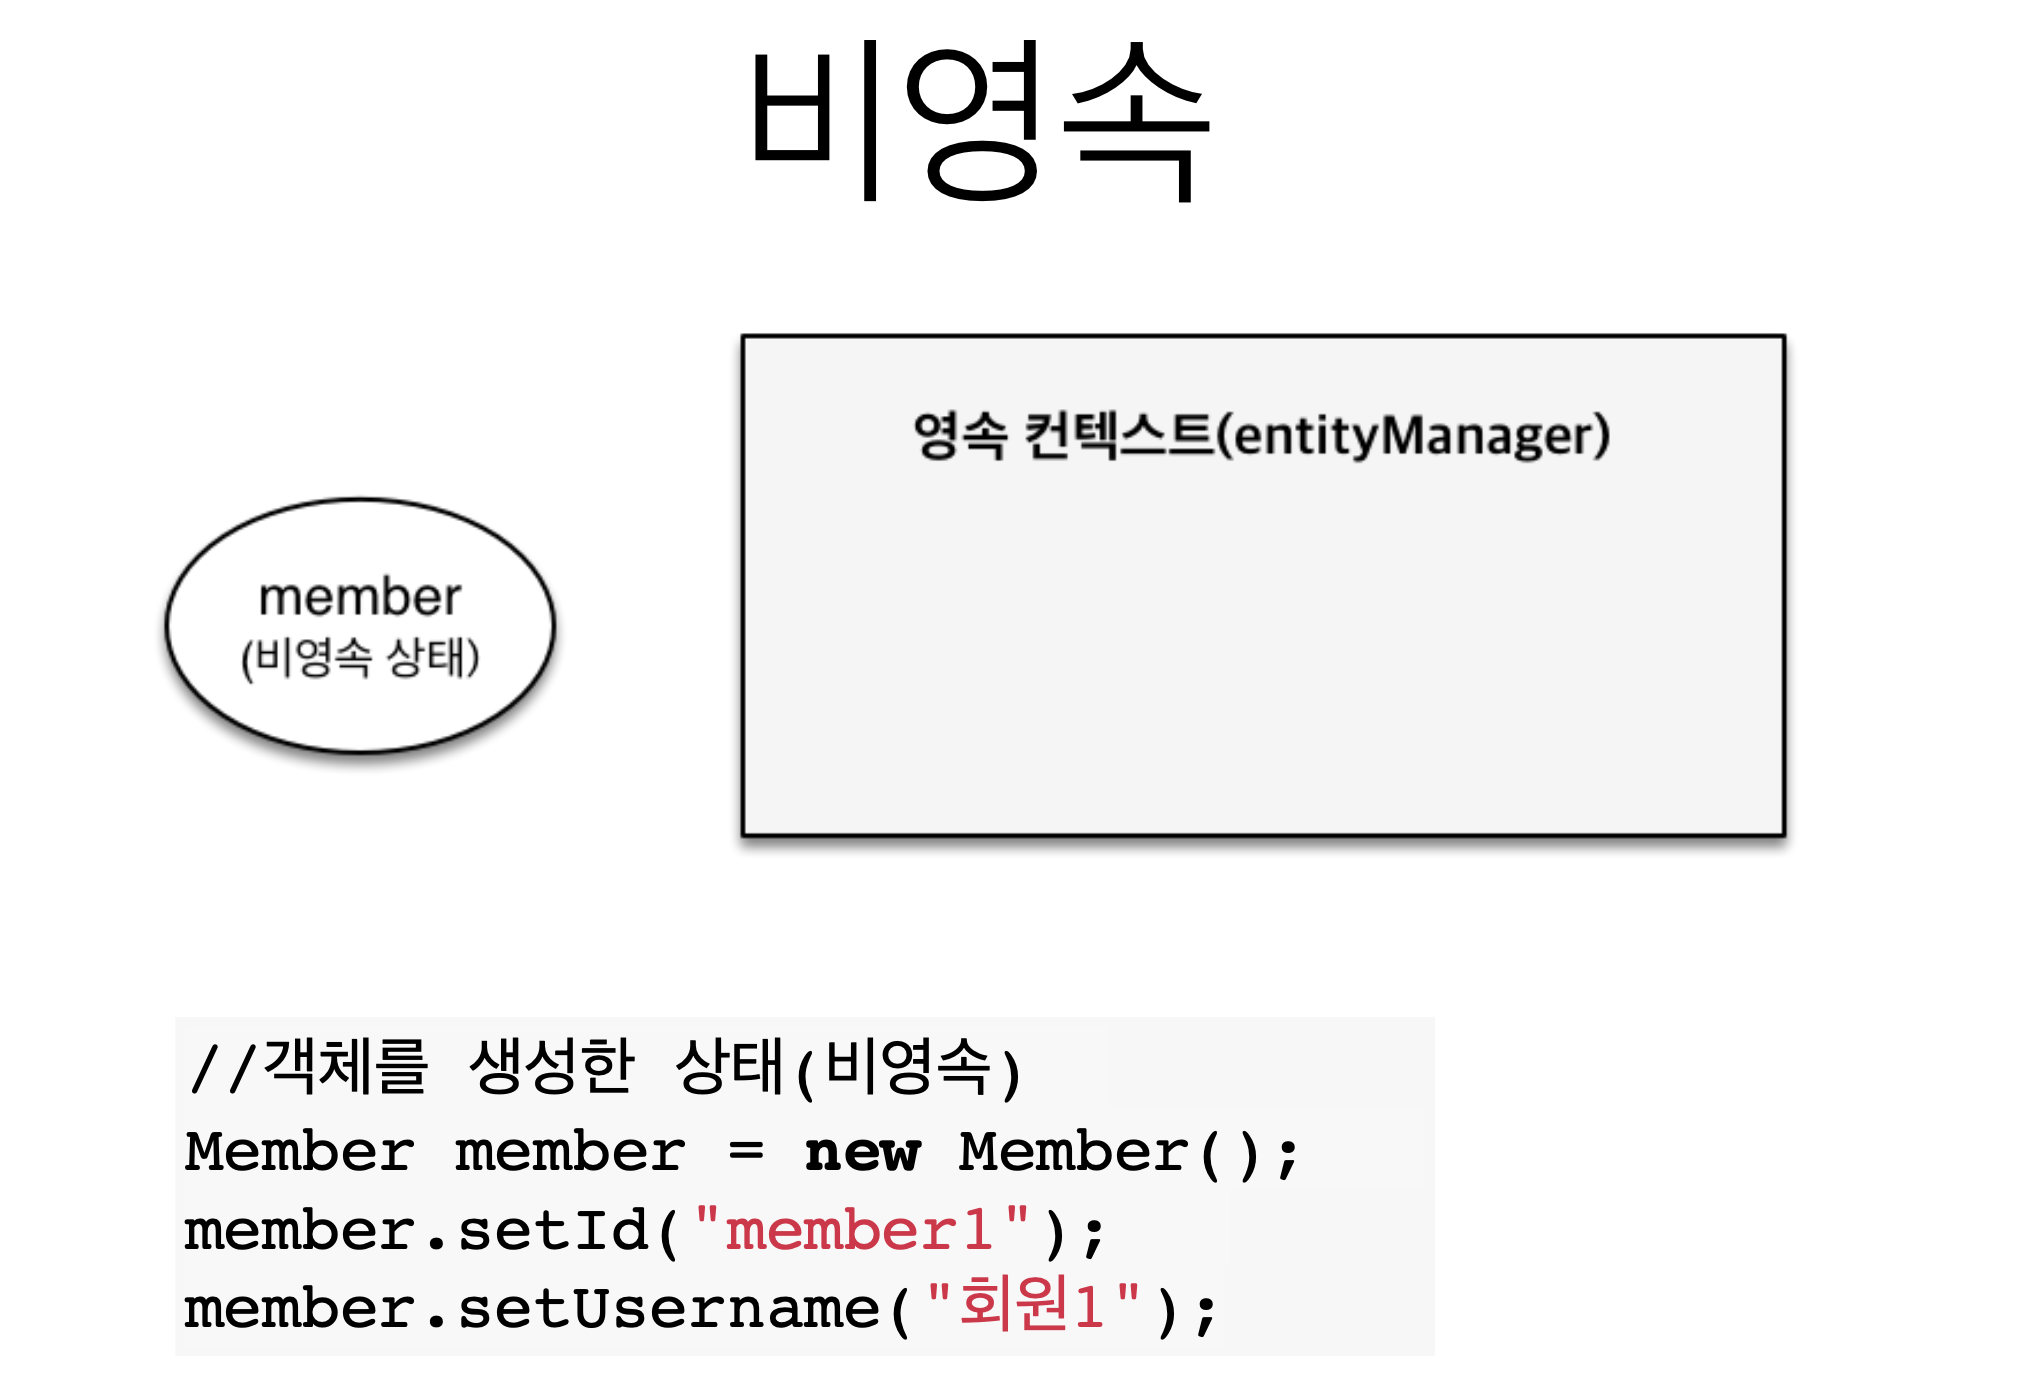 비영속
영속 컨텍스트(entityManager)
member
(비영속 상태)
//객체를 생성한 상태(비영속)
Member member = new Member();
member.setId("member1");
member.setUsername("회원1");